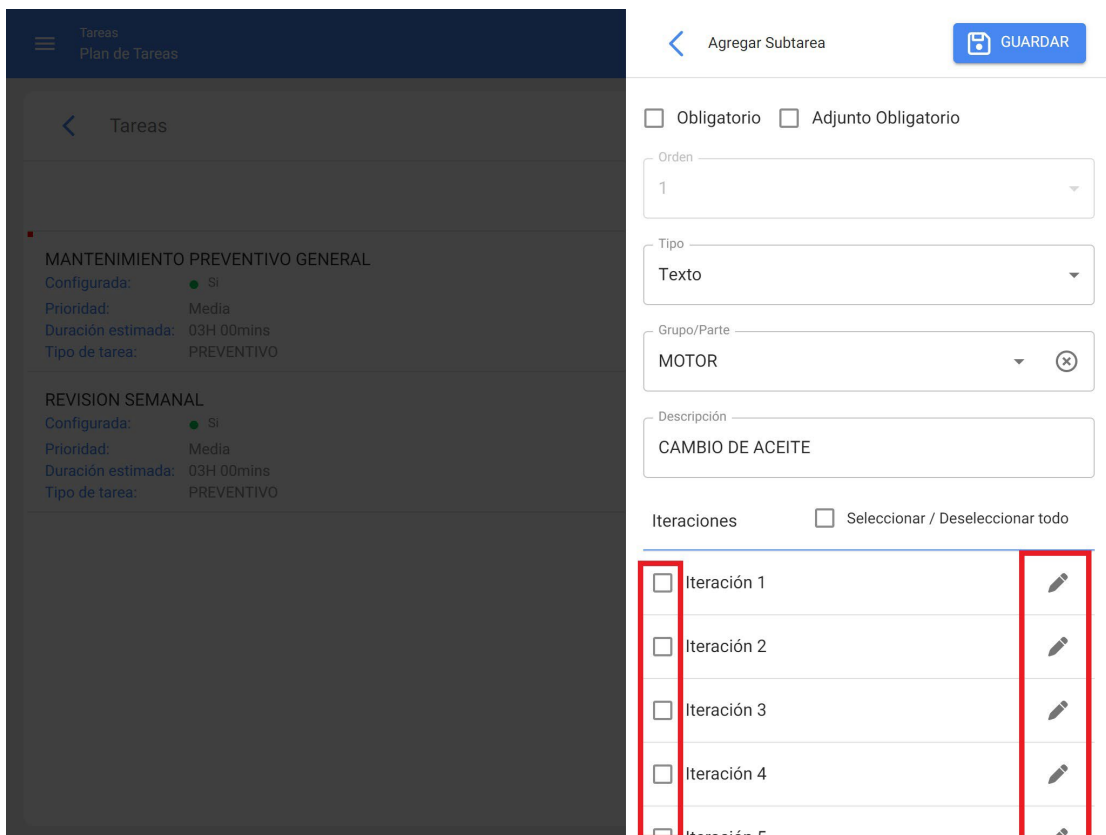 Tareas
Plan de Tareas
Tareas
MANTENIMIENTO PREVENTIVO GENERAL
Configurada: Si
Prioridad: Media
Duración estimada: 03H 00mins
Tipo de tarea: PREVENTIVO
REVISION SEMANAL
Configurada: Si
Prioridad: Media
Duración estimada: 03H 00mins
Tipo de tarea: PREVENTIVO
Agregar Subtarea GUARDAR
Obligatorio Adjunto Obligatorio
Orden
1
Tipo
Texto
Grupo/Parte
MOTOR
Descripción
CAMBIO DE ACEITE
Iteraciones Seleccionar / Deseleccionar todo
Iteración 1
Iteración 2
Iteración 3
Iteración 4
Iteración 5